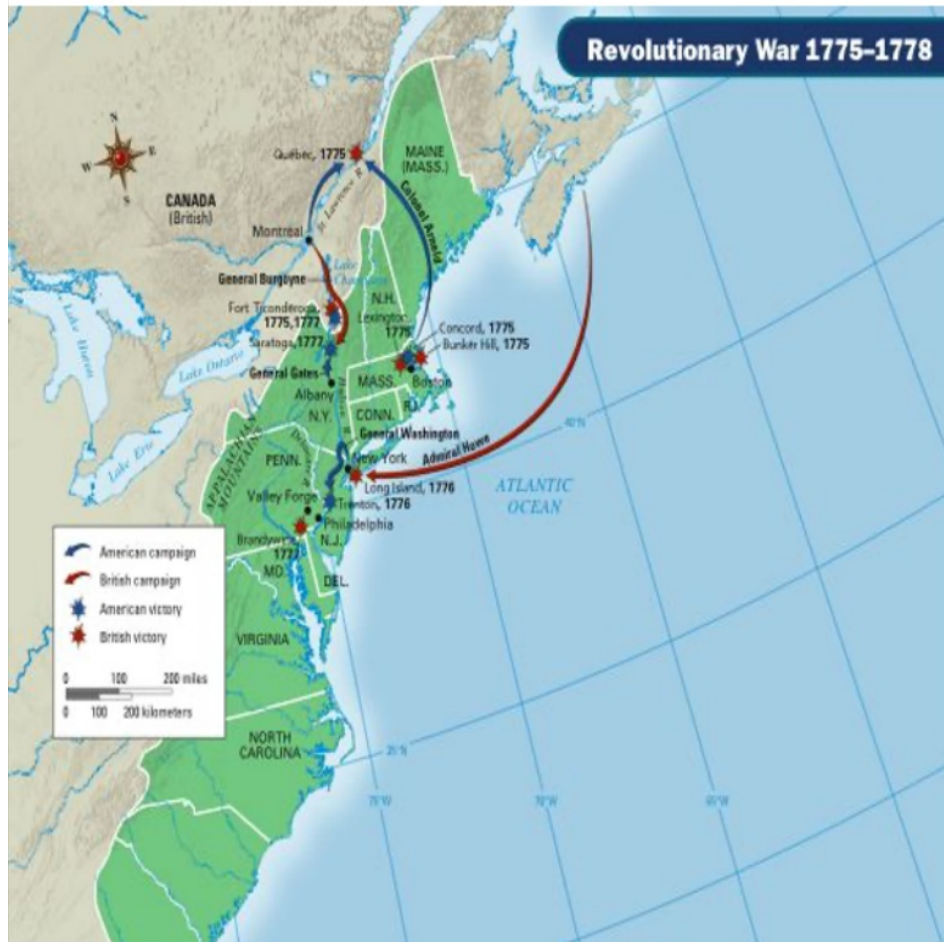 Revolutionary War 1775–1778
N
W
E
S
Québec, 1775
MAINE
(MASS.)
CANADA
(British)
St Lawrence R.
Colonel Arnold
Montreal
Lake
General Burgoyne
Fort Ticonderoga,
1775, 1777
N.H.
Lexington
1775
Concord, 1775
Bunker Hill, 1775
Saratoga, 1777
Lake Huron
Lake Ontario
General Gates
MASS.
Boston
Albany
N.Y.
CONN.
R.I.
General Washington
40°N
Lake Erie
APPALACHIAN
MOUNTAINS
PENN.
New York
Admiral Howe
Long Island, 1776
ATLANTIC
OCEAN
Valley Forge
Trenton, 1776
Philadelphia
Brandywine
1777
N.J.
MD.
DEL.
American campaign
British campaign
American victory
British victory
0 100 200 miles
0 100 200 kilometers
VIRGINIA
NORTH
CAROLINA
75°W
70°W
65°W